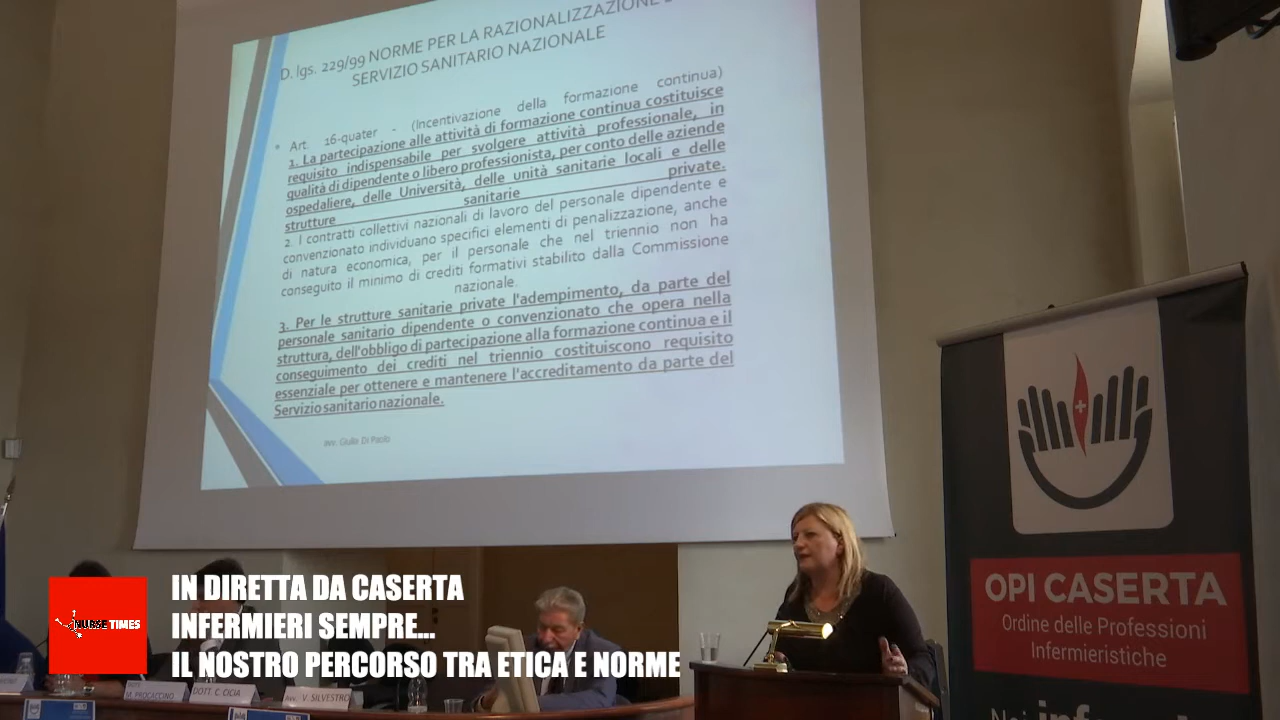 D. lgs. 229/99 NORME PER LA RAZIONALIZZAZIONE
SERVIZIO SANITARIO NAZIONALE
• Art. 16-quater - (Incentivazione della formazione continua)
1. La partecipazione alle attività di formazione continua costituisce
requisito indispensabile per svolgere attività professionale, in
qualità di dipendente o libero professionista, per conto delle aziende
ospedaliere, delle Università, delle unità sanitarie locali e delle
strutture sanitarie private.
2. I contratti collettivi nazionali di lavoro del personale dipendente e
convenzionato individuano specifici elementi di penalizzazione, anche
di natura economica, per il personale che nel triennio non ha
conseguito il minimo di crediti formativi stabilito dalla Commissione
nazionale.
3. Per le strutture sanitarie private l'adempimento, da parte del
personale sanitario dipendente o convenzionato che opera nella
struttura, dell'obbligo di partecipazione alla formazione continua e il
conseguimento dei crediti nel triennio costituiscono requisito
essenziale per ottenere e mantenere l'accreditamento da parte del
Servizio sanitario nazionale.
Avv. Giulia Di Paolo
OPI CASERTA
Ordine delle Professioni
Infermieristiche
Noi
NURSE TIMES
IN DIRETTA DA CASERTA
INFERMIERI SEMPRE...
IL NOSTRO PERCORSO TRA ETICA E NORME
M. PROCACCINO
DOTT. C. CICIA
Avv. V. SILVESTRO